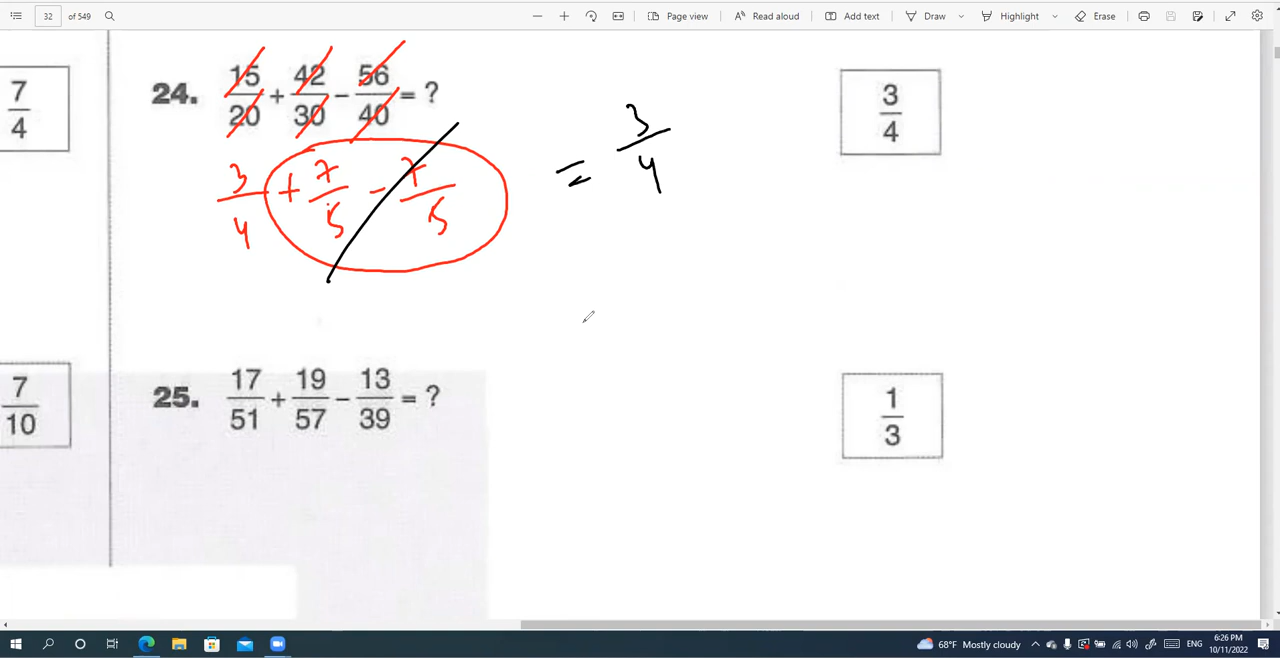 32 of 549 Page view Read aloud Add text Draw Highlight Erase
7/4
24. 15/20 + 42/30 - 56/40 = ?
3/4
3/4 + 7/5 - 7/5 = 3/4
7/10
25. 17/51 + 19/57 - 13/39 = ?
1/3
68°F Mostly cloudy ENG 6:26 PM
10/11/2022